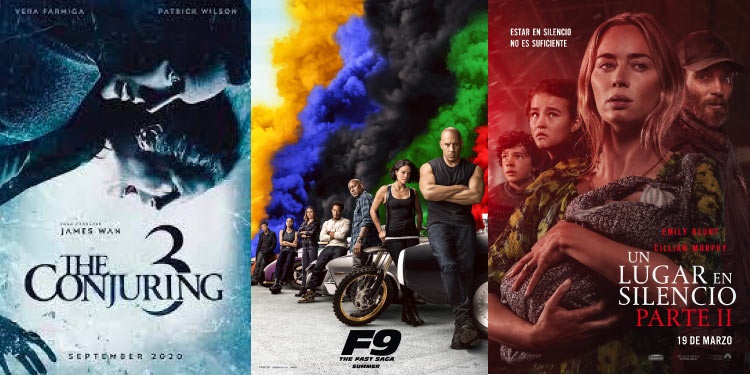 VERA FARMIGA PATRICK WILSON
JAMES WAN
THE
CONJURING 3
SEPTEMBER 2020
F9
THE FAST SAGA
SUMMER
ESTAR EN SILENCIO
NO ES SUFICIENTE
EMILY BLUNT
CILLIAN MURPHY
UN
LUGAR EN
SILENCIO
PARTE II
19 DE MARZO